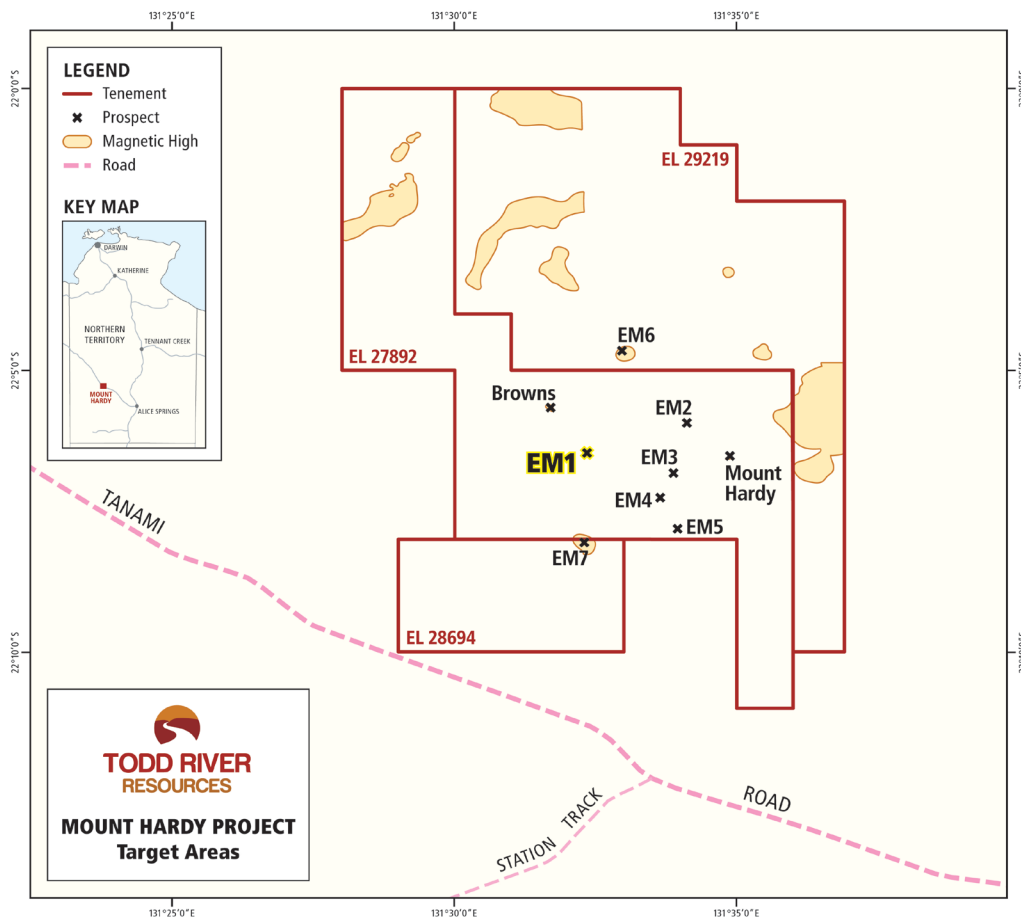 131°25'0"E
131°30'0"E
131°35'0"E
22°0'0"S
LEGEND
Tenement
Prospect
Magnetic High
Road
KEY MAP
DARWIN
KATHERINE
NORTHERN
TERRITORY
TENNANT CREEK
MOUNT
HARDY
ALICE SPRINGS
EL 29219
EL 27892
EM6
22°5'0"S
Browns
EM2
EM1
EM3
Mount
Hardy
EM4
EM5
EM7
TANAMI
EL 28694
22°10'0"S
TODD RIVER
RESOURCES
MOUNT HARDY PROJECT
Target Areas
STATION TRACK
ROAD
131°25'0"E
131°30'0"E
131°35'0"E